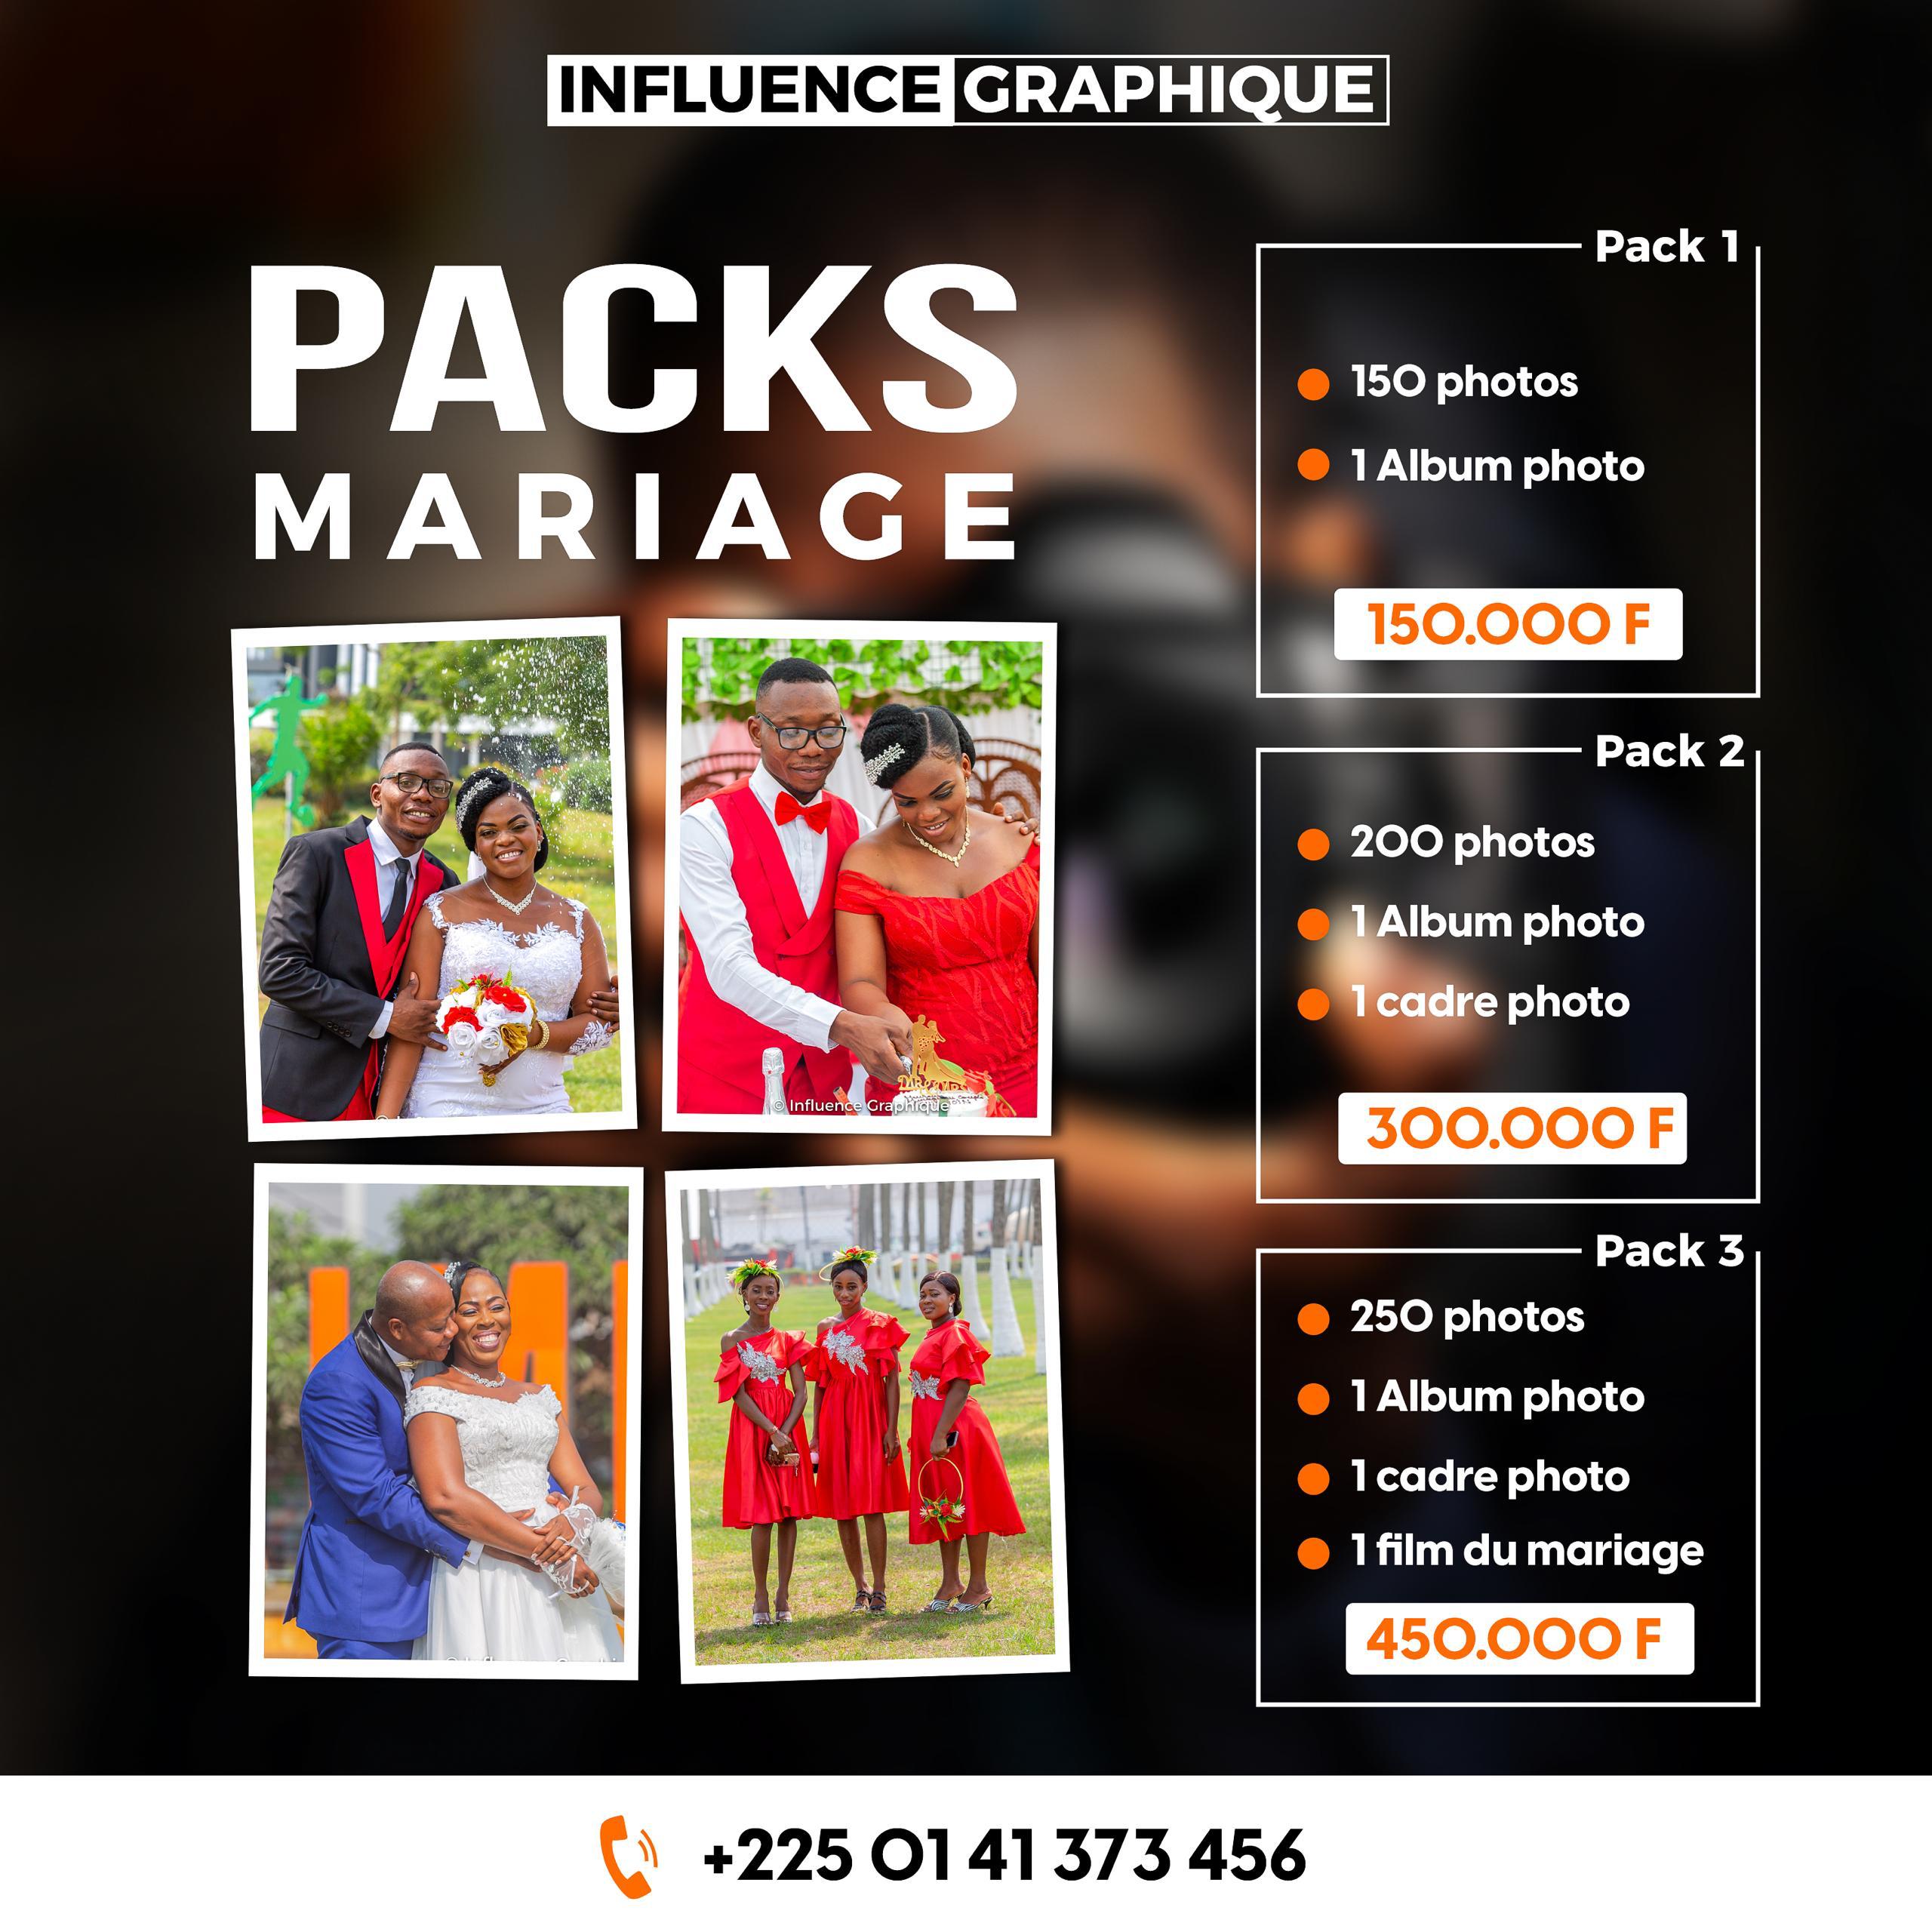 INFLUENCE GRAPHIQUE
PACKS
MARIAGE
© Influence Graphique
Pack 1
150 photos
1 Album photo
150.000 F
Pack 2
200 photos
1 Album photo
1 cadre photo
300.000 F
Pack 3
250 photos
1 Album photo
1 cadre photo
1 film du mariage
450.000 F
+225 01 41 373 456